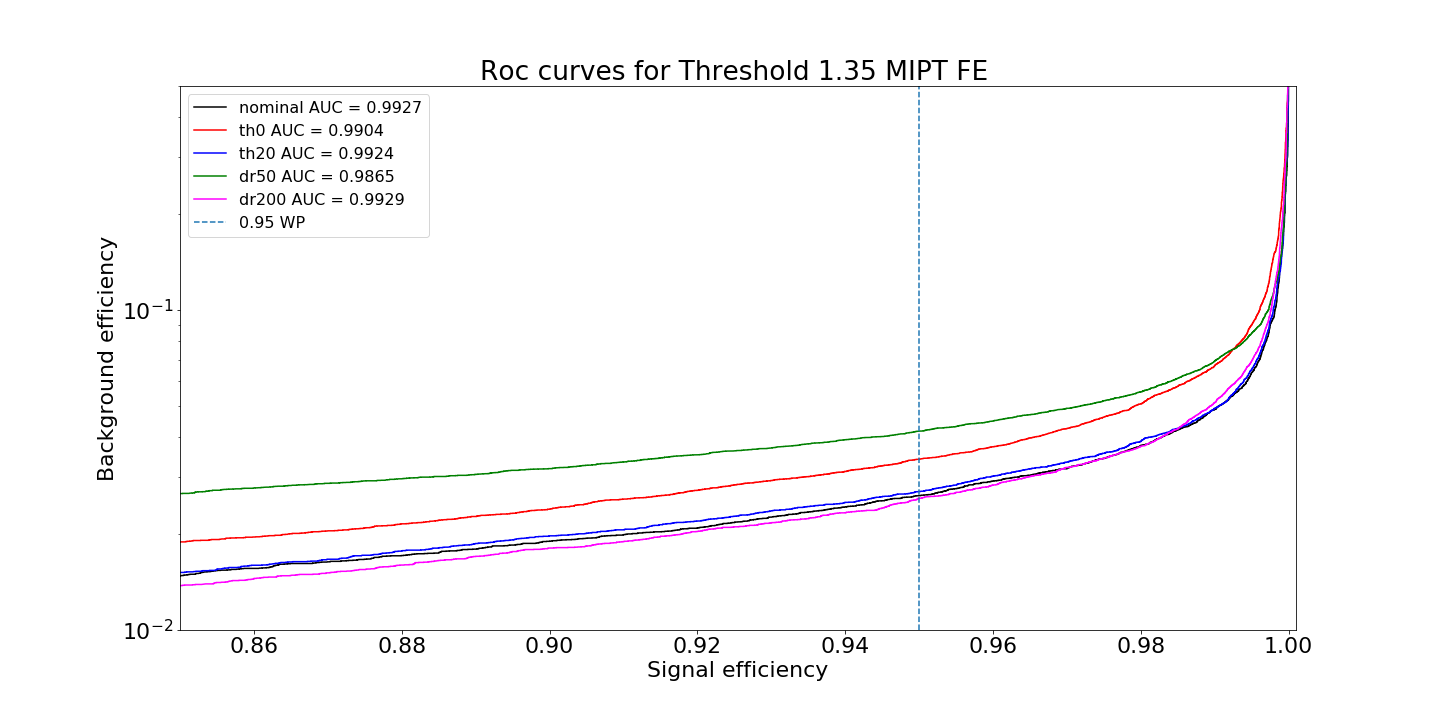 Roc curves for Threshold 1.35 MIPT FE
nominal AUC = 0.9927
th0 AUC = 0.9904
th20 AUC = 0.9924
dr50 AUC = 0.9865
dr200 AUC = 0.9929
0.95 WP
Background efficiency
10⁻¹
10⁻²
0.86 0.88 0.90 0.92 0.94 0.96 0.98 1.00
Signal efficiency